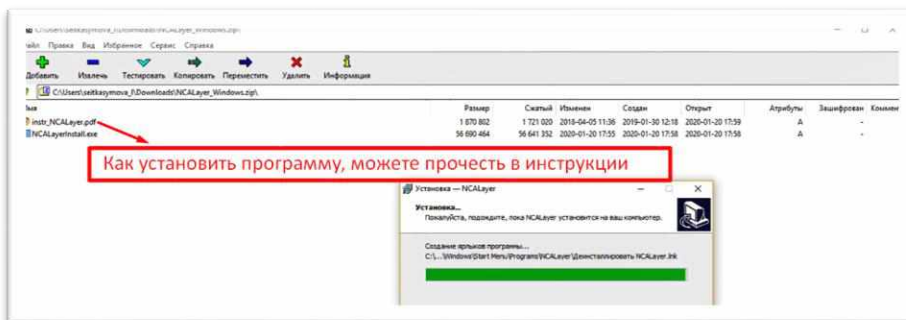 C:\Users\seitkasymova_l\Downloads\NCALayer_Windows.zip\
Правка Вид Избранное Сервис Справка
Добавить Извлечь Тестировать Копировать Переместить Удалить Информация
C:\Users\seitkasymova_l\Downloads\NCALayer_Windows.zip\
Размер Сжатый Изменен Создан Открыт Атрибуты Зашифрован Коммен
instr_NCALayer.pdf 1 870 802 1 721 020 2018-04-05 11:36 2019-01-30 12:18 2020-01-20 17:59 A -
NCALayerInstall.exe 56 690 464 56 641 352 2020-01-20 17:55 2020-01-20 17:58 2020-01-20 17:58 A -
Как установить программу, можете прочесть в инструкции
Установка — NCALayer
Установка...
Пожалуйста, подождите, пока NCALayer установится на ваш компьютер.
Создание ярлыков программы...
C:\...\Windows\Start Menu\Programs\NCALayer\Деинсталлировать NCALayer.lnk